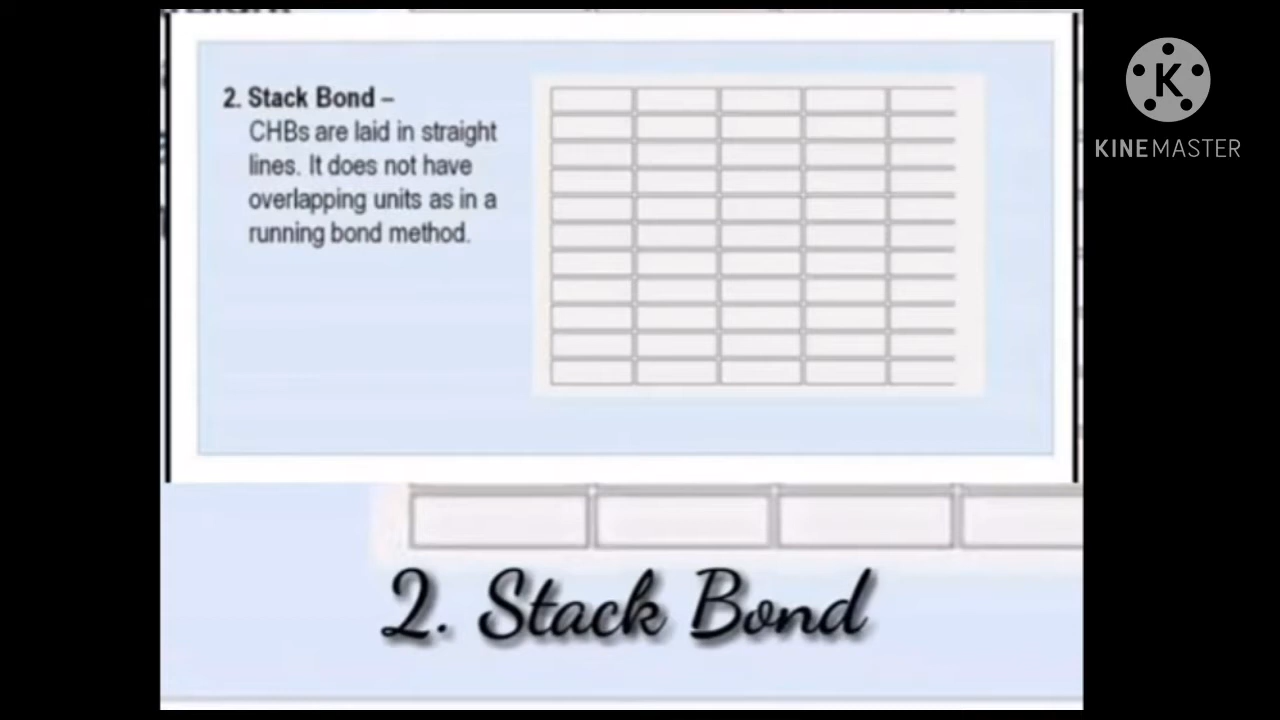 2. Stack Bond –
CHBs are laid in straight
lines. It does not have
overlapping units as in a
running bond method.
KINEMASTER
2. Stack Bond